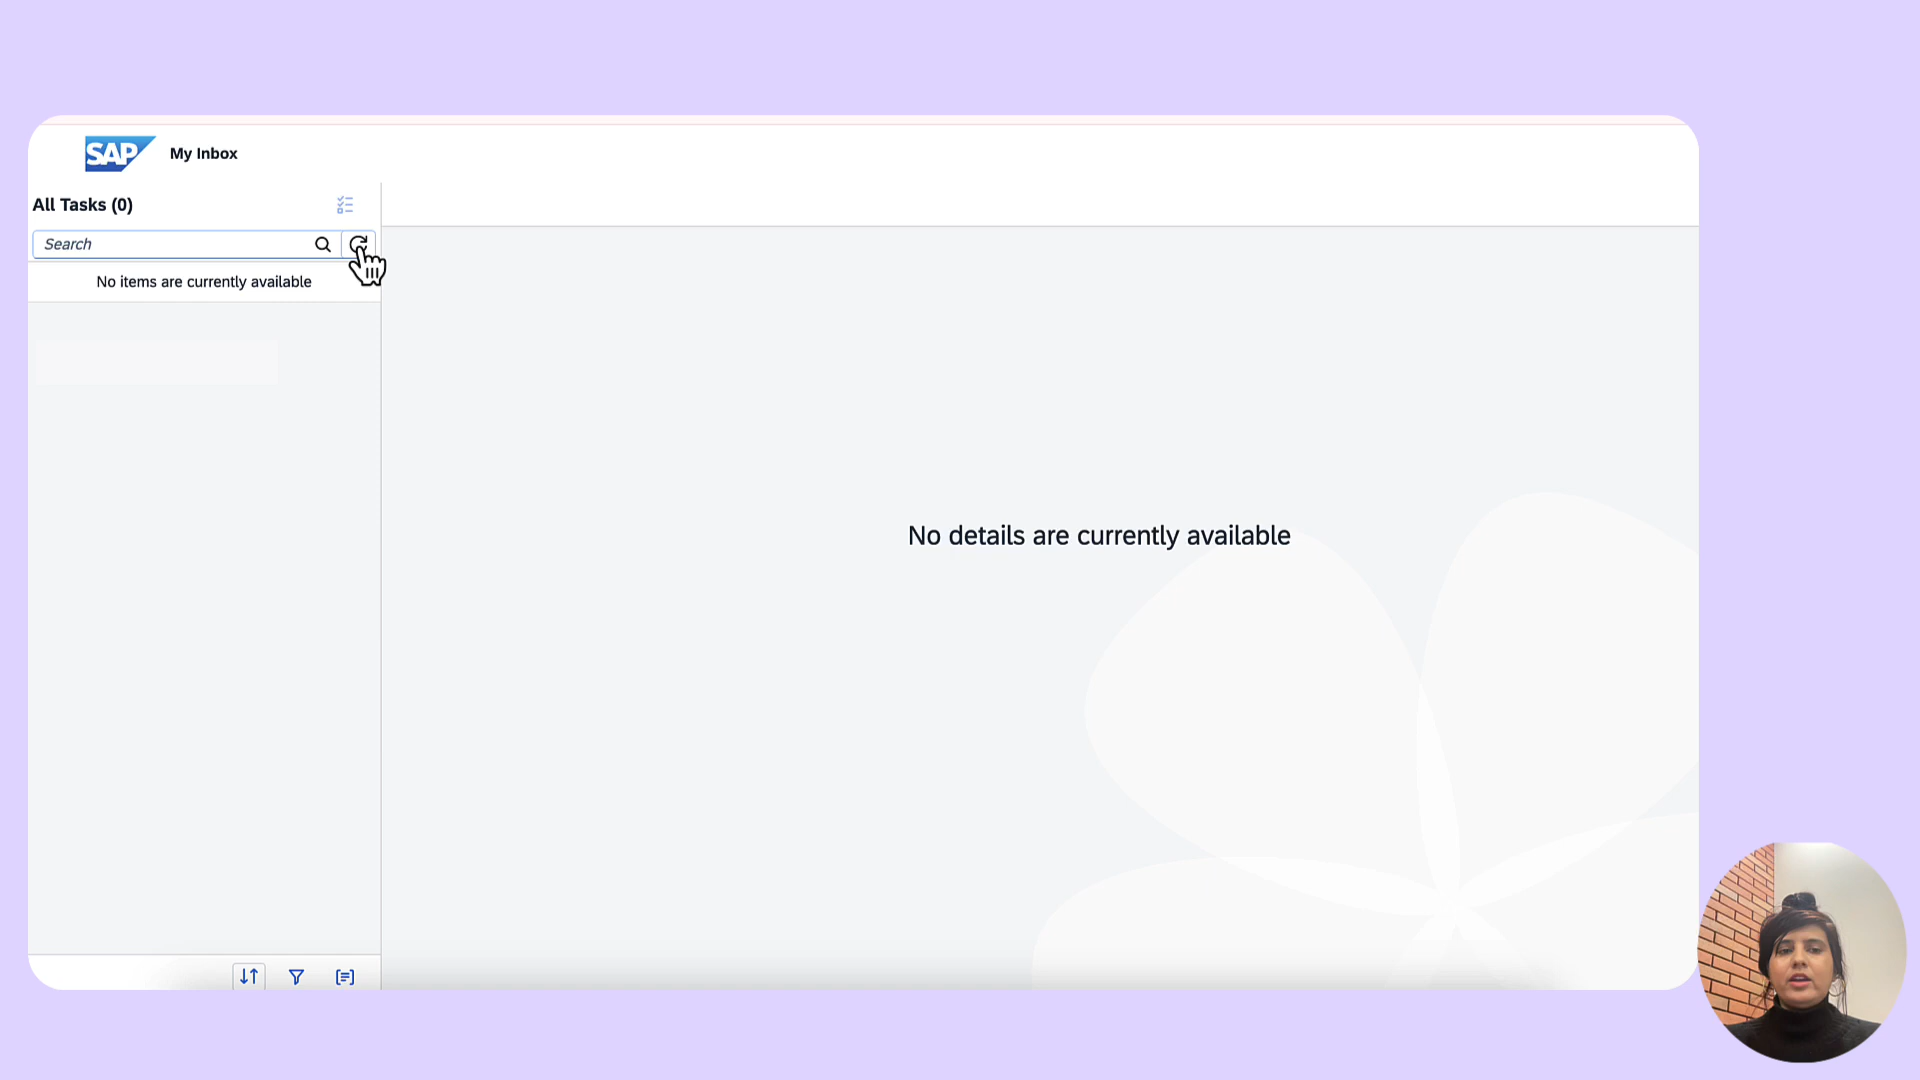 SAP My Inbox
All Tasks (0)
Search
No items are currently available
No details are currently available